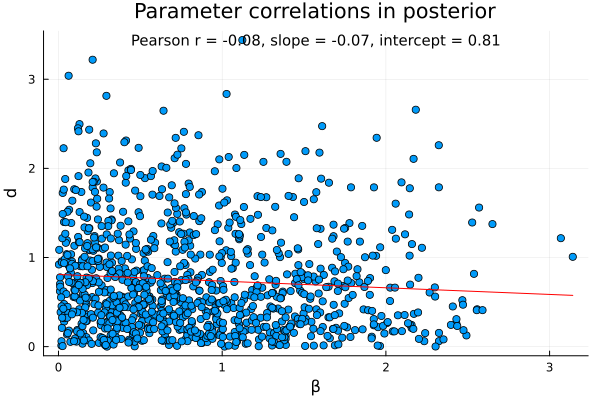 Parameter correlations in posterior
Pearson r = -0.08, slope = -0.07, intercept = 0.81
3
2
1
0
d
0 1 2 3
β